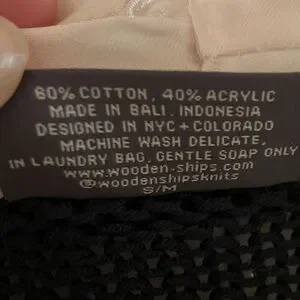 60% COTTON, 40% ACRYLIC
MADE IN BALI, INDONESIA
DESIGNED IN NYC + COLORADO
MACHINE WASH DELICATE,
IN LAUNDRY BAG, GENTLE SOAP ONLY
www.wooden-ships.com
@woodenshipsknits
S/M